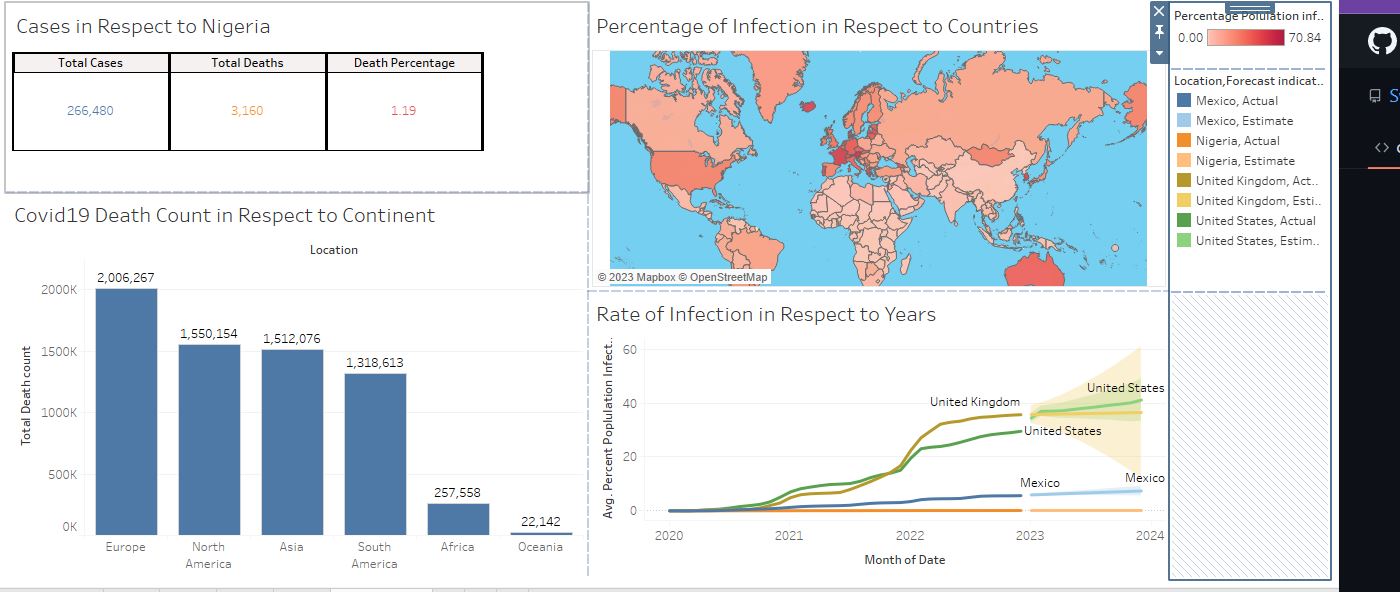 Cases in Respect to Nigeria
Total Cases Total Deaths Death Percentage
266,480 3,160 1.19
Covid19 Death Count in Respect to Continent
Location
2,006,267
1,550,154
1,512,076
1,318,613
257,558
22,142
Total Death count
2000K
1500K
1000K
500K
0K
Europe
North
America
Asia
South
America
Africa
Oceania
Percentage of Infection in Respect to Countries
© 2023 Mapbox © OpenStreetMap
Rate of Infection in Respect to Years
Avg. Percent Poplulation Infect..
60
40
20
0
United Kingdom
United States
United States
Mexico
Mexico
2020 2021 2022 2023 2024
Month of Date
Percentage Polulation inf..
0.00 70.84
Location,Forecast indicat..
Mexico, Actual
Mexico, Estimate
Nigeria, Actual
Nigeria, Estimate
United Kingdom, Act..
United Kingdom, Esti..
United States, Actual
United States, Estim..